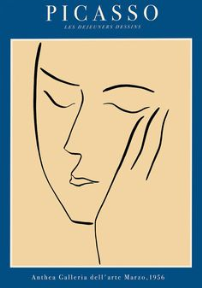 PICASSO
LES DEJEUNERS DESSINS
Anthea Galleria dell'arte Marzo,1956